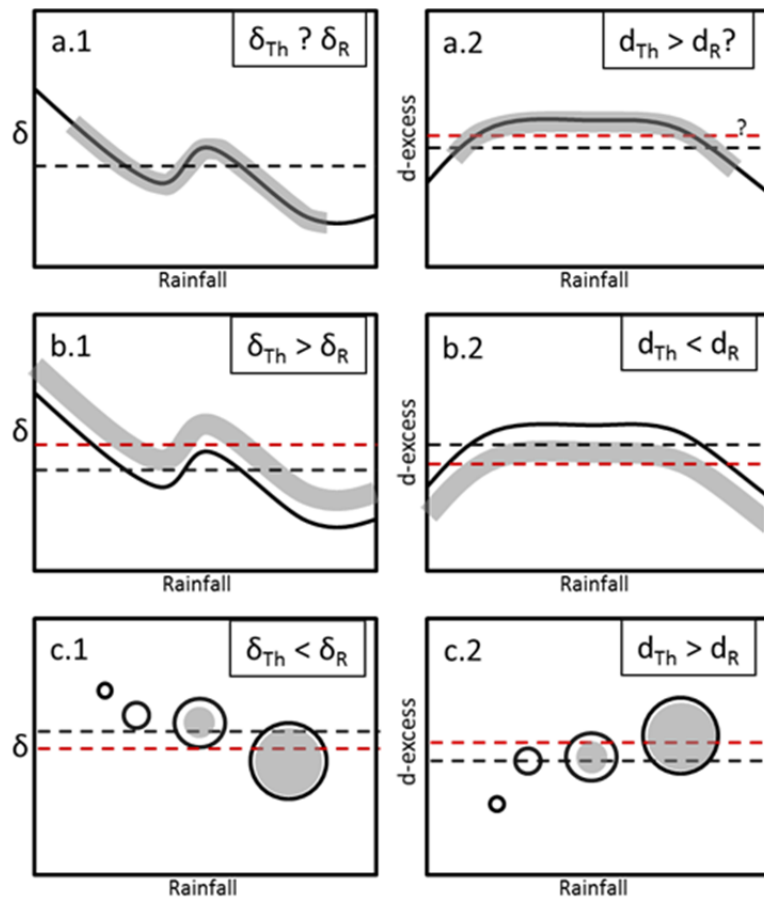 a.1
δTh ? δR
δ
Rainfall
a.2
dTh > dR?
?
d-excess
Rainfall
b.1
δTh > δR
δ
Rainfall
b.2
dTh < dR
d-excess
Rainfall
c.1
δTh < δR
δ
Rainfall
c.2
dTh > dR
d-excess
Rainfall